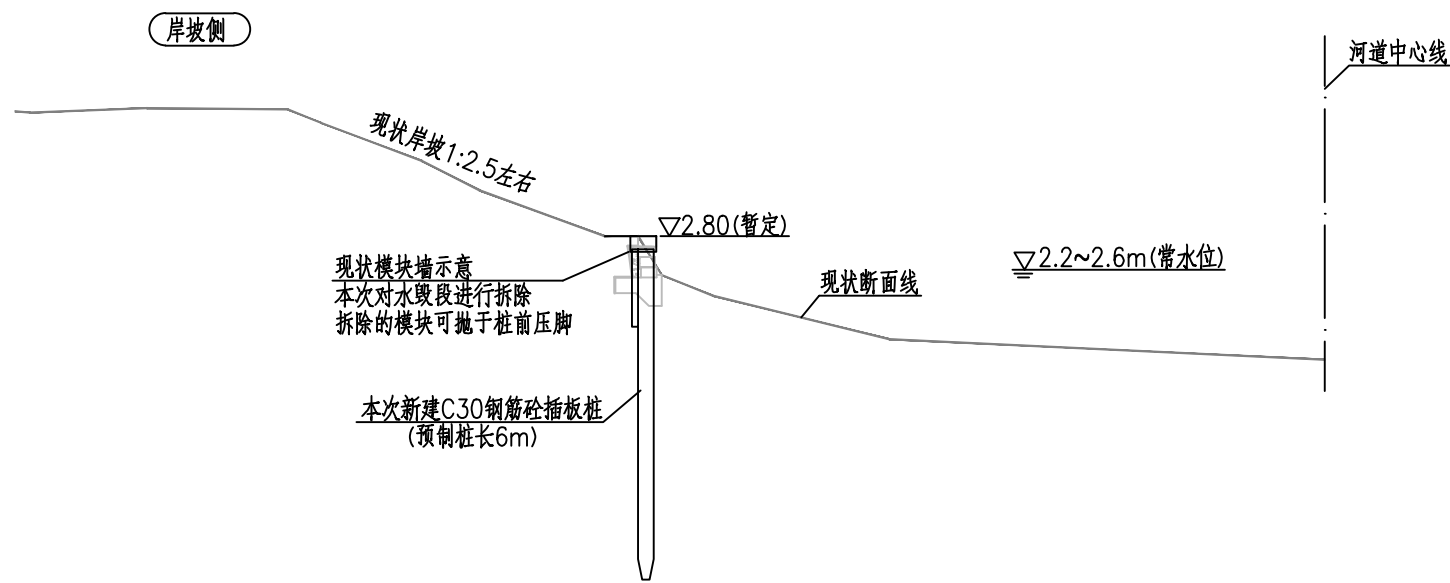 岸坡侧
河道中心线
现状岸坡1:2.5左右
▽2.80(暂定)
▽2.2~2.6m(常水位)
现状模块墙示意
本次对水毁段进行拆除
拆除的模块可抛于桩前压脚
现状断面线
本次新建C30钢筋砼插板桩
(预制桩长6m)